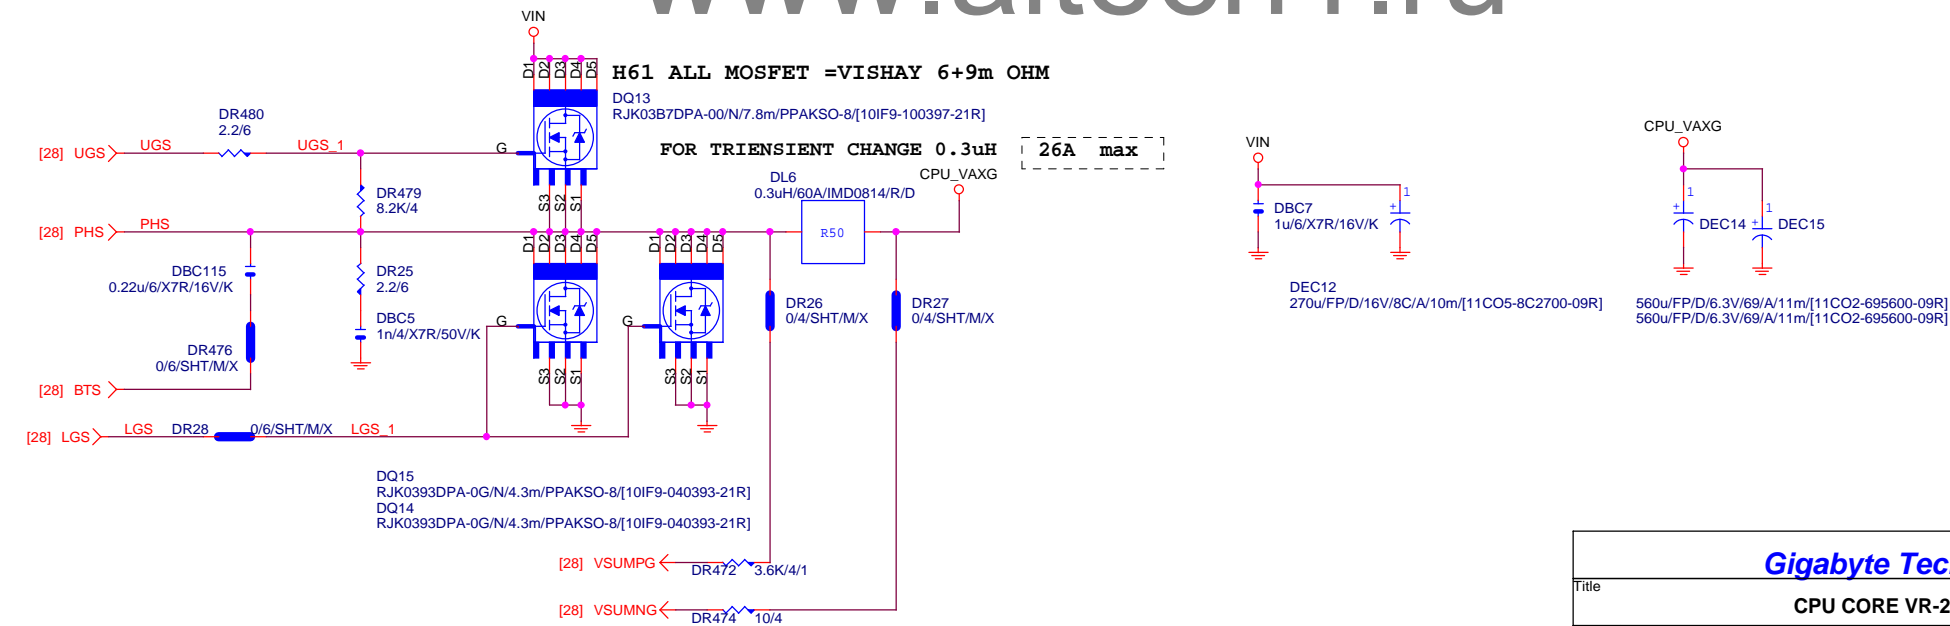 www.aitech1.ru
VIN
D1 D2 D3 D4 D5
H61 ALL MOSFET =VISHAY 6+9m OHM
DQ13
RJK03B7DPA-00/N/7.8m/PPAKSO-8/[10IF9-100397-21R]
DR480
2.2/6
[28] UGS UGS UGS_1 G
FOR TRIENSIENT CHANGE 0.3uH 26A max
DL6 CPU_VAXG
0.3uH/60A/IMD0814/R/D
DR479
8.2K/4
S3 S2 S1
[28] PHS PHS
R50
D1 D2 D3 D4 D5 D1 D2 D3 D4 D5
DBC115
0.22u/6/X7R/16V/K
DR25
2.2/6
DBC5
1n/4/X7R/50V/K
G G
DR26
0/4/SHT/M/X
DR27
0/4/SHT/M/X
DR476
0/6/SHT/M/X
S3 S2 S1 S3 S2 S1
[28] BTS
[28] LGS LGS DR28 0/6/SHT/M/X LGS_1
DQ15
RJK0393DPA-0G/N/4.3m/PPAKSO-8/[10IF9-040393-21R]
DQ14
RJK0393DPA-0G/N/4.3m/PPAKSO-8/[10IF9-040393-21R]
[28] VSUMPG DR472 3.6K/4/1
[28] VSUMNG DR474 10/4
VIN
1
+
DBC7
1u/6/X7R/16V/K
DEC12
270u/FP/D/16V/8C/A/10m/[11CO5-8C2700-09R]
CPU_VAXG
1
+
DEC14
1
+
DEC15
560u/FP/D/6.3V/69/A/11m/[11CO2-695600-09R]
560u/FP/D/6.3V/69/A/11m/[11CO2-695600-09R]
Gigabyte Tec
Title
CPU CORE VR-2